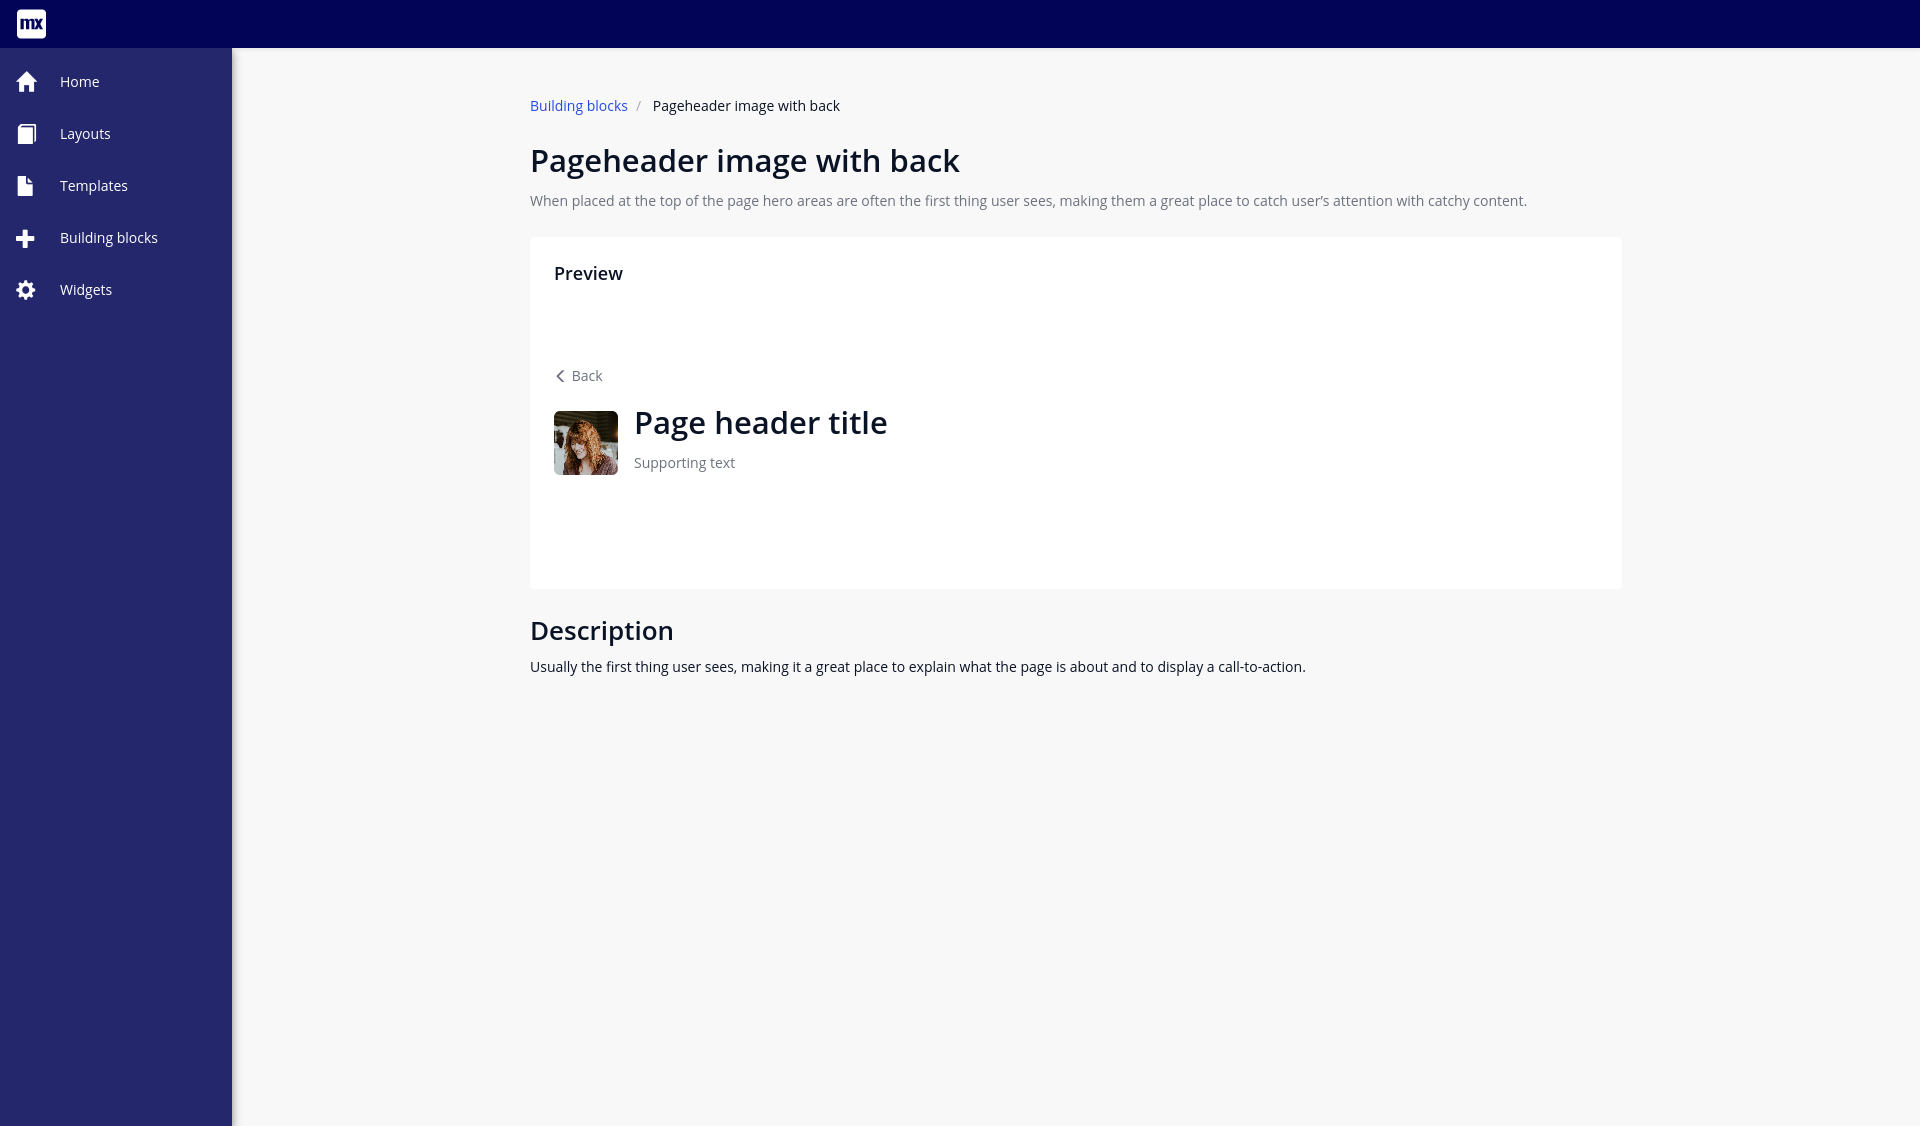 mx
Home
Layouts
Templates
Building blocks
Widgets
Building blocks / Pageheader image with back
Pageheader image with back
When placed at the top of the page hero areas are often the first thing user sees, making them a great place to catch user's attention with catchy content.
Preview
Back
Page header title
Supporting text
Description
Usually the first thing user sees, making it a great place to explain what the page is about and to display a call-to-action.